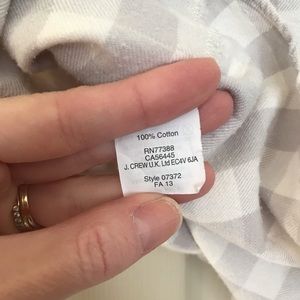 100% Cotton
RN77388
CA56445
J. CREW U.K. Ltd EC4V 6JA
Style 07372
FA 13